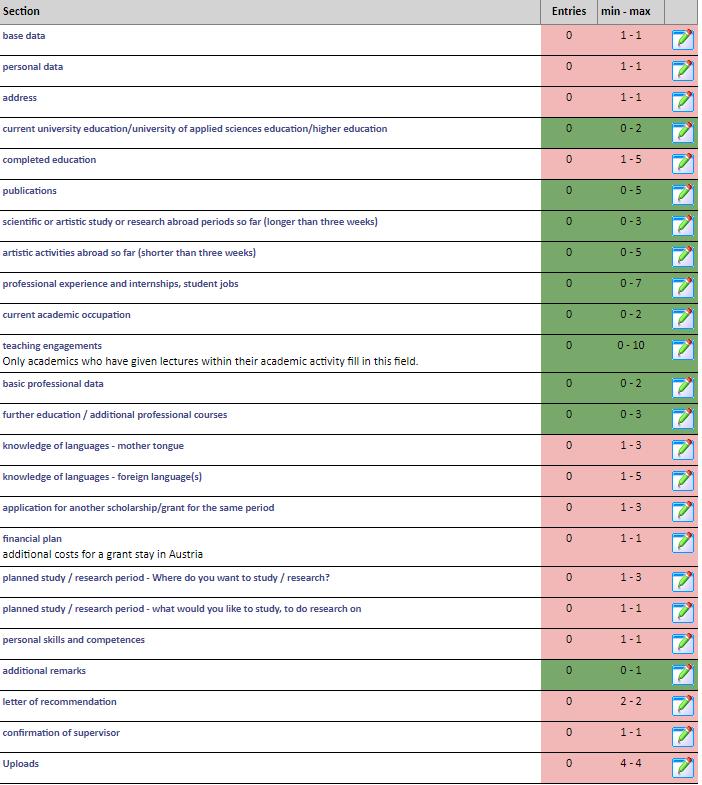 Section Entries min - max
base data 0 1 - 1
personal data 0 1 - 1
address 0 1 - 1
current university education/university of applied sciences education/higher education 0 0 - 2
completed education 0 1 - 5
publications 0 0 - 5
scientific or artistic study or research abroad periods so far (longer than three weeks) 0 0 - 3
artistic activities abroad so far (shorter than three weeks) 0 0 - 5
professional experience and internships, student jobs 0 0 - 7
current academic occupation 0 0 - 2
teaching engagements 0 0 - 10
Only academics who have given lectures within their academic activity fill in this field.
basic professional data 0 0 - 2
further education / additional professional courses 0 0 - 3
knowledge of languages - mother tongue 0 1 - 3
knowledge of languages - foreign language(s) 0 1 - 5
application for another scholarship/grant for the same period 0 1 - 3
financial plan 0 1 - 1
additional costs for a grant stay in Austria
planned study / research period - Where do you want to study / research? 0 1 - 3
planned study / research period - what would you like to study, to do research on 0 1 - 1
personal skills and competences 0 1 - 1
additional remarks 0 0 - 1
letter of recommendation 0 2 - 2
confirmation of supervisor 0 1 - 1
Uploads 0 4 - 4